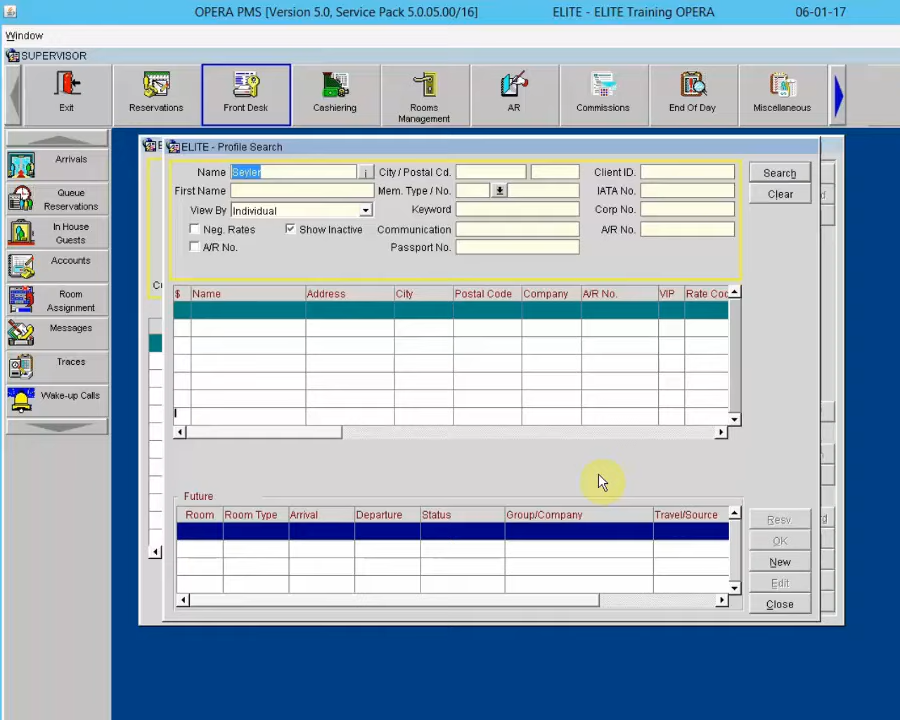 OPERA PMS [Version 5.0, Service Pack 5.0.05.00/16] ELITE - ELITE Training OPERA 06-01-17
Window
SUPERVISOR
Exit Reservations Front Desk Cashiering Rooms Management AR Commissions End Of Day Miscellaneous
Arrivals
Queue Reservations
In House Guests
Accounts
Room Assignment
Messages
Traces
Wake-up Calls
ELITE - Profile Search
Name Sevler City / Postal Cd. Client ID. Search
First Name Mem. Type / No. IATA No. Clear
View By Individual Keyword Corp No.
Neg. Rates Show Inactive Communication A/R No.
A/R No. Passport No.
$ Name Address City Postal Code Company A/R No. VIP Rate Coc
Future
Room Room Type Arrival Departure Status Group/Company Travel/Source
Resv
OK
New
Edit
Close